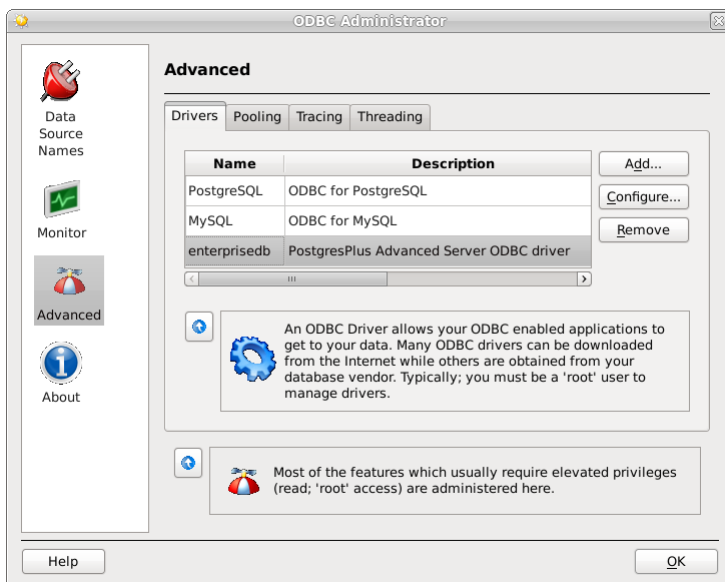 ODBC Administrator
Data
Source
Names
Monitor
Advanced
About
Advanced
Drivers Pooling Tracing Threading
Name Description
PostgreSQL ODBC for PostgreSQL
MySQL ODBC for MySQL
enterprisedb PostgresPlus Advanced Server ODBC driver
Add...
Configure...
Remove
An ODBC Driver allows your ODBC enabled applications to
get to your data. Many ODBC drivers can be downloaded
from the Internet while others are obtained from your
database vendor. Typically; you must be a 'root' user to
manage drivers.
Most of the features which usually require elevated privileges
(read; 'root' access) are administered here.
Help OK